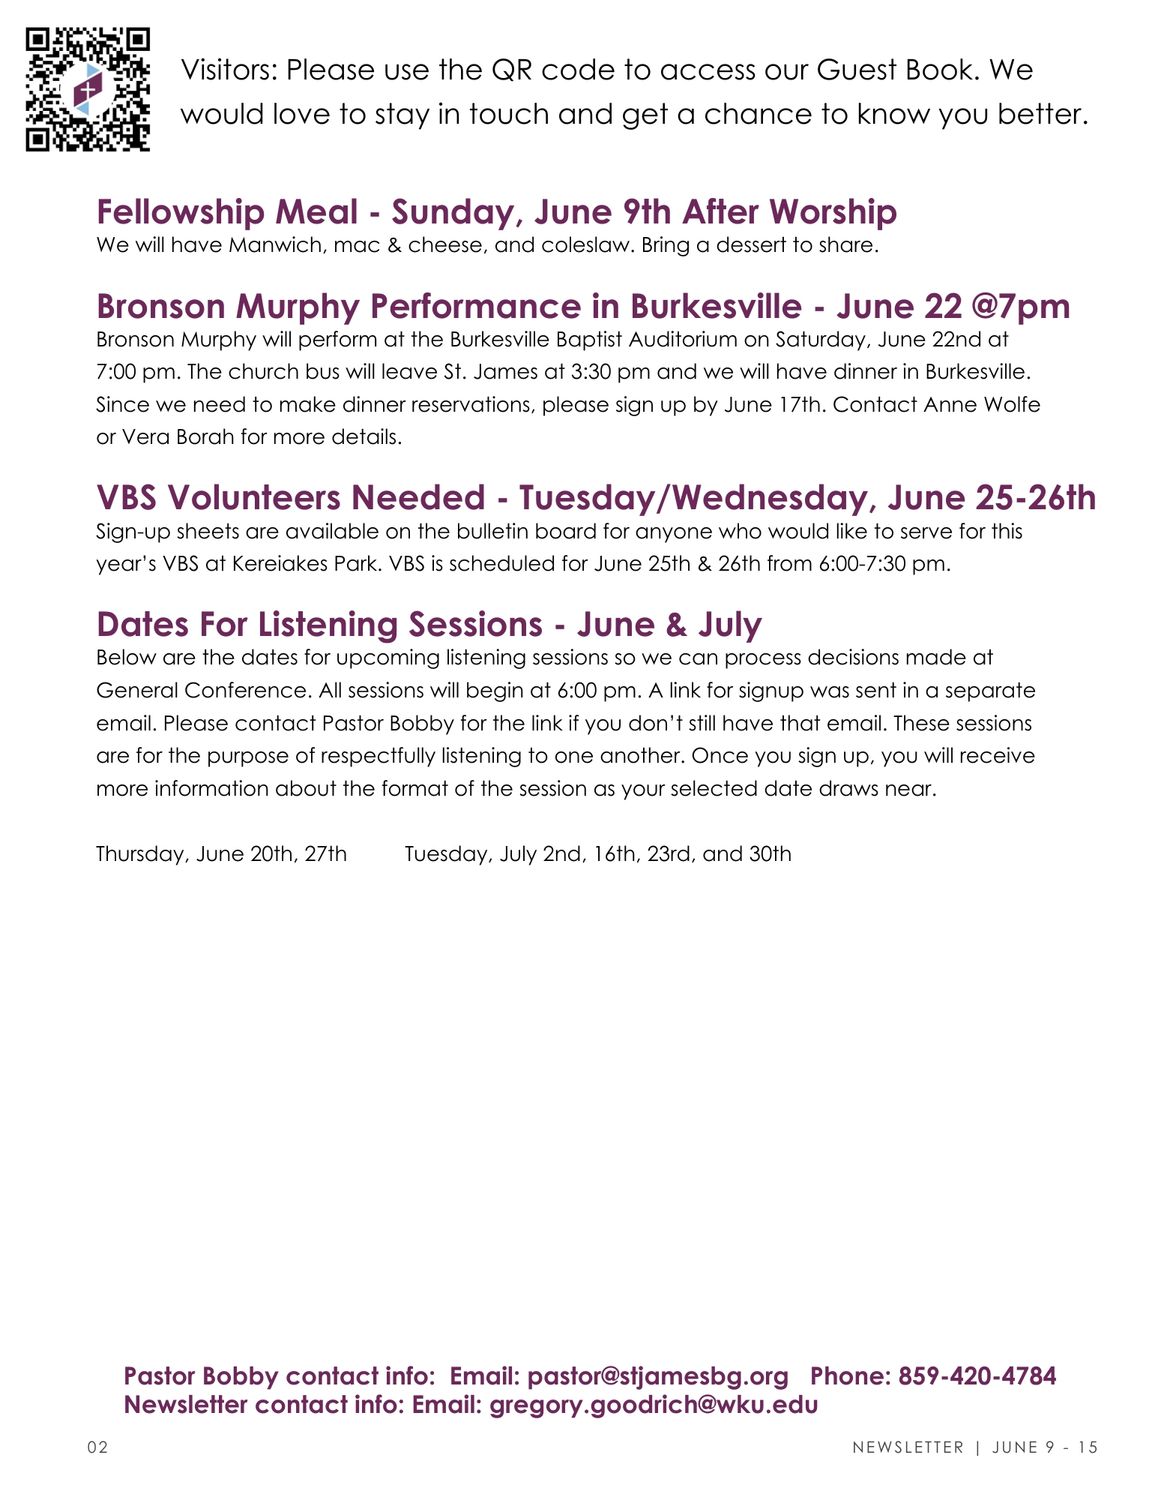 Visitors: Please use the QR code to access our Guest Book. We
would love to stay in touch and get a chance to know you better.
Fellowship Meal - Sunday, June 9th After Worship
We will have Manwich, mac & cheese, and coleslaw. Bring a dessert to share.
Bronson Murphy Performance in Burkesville - June 22 @7pm
Bronson Murphy will perform at the Burkesville Baptist Auditorium on Saturday, June 22nd at
7:00 pm. The church bus will leave St. James at 3:30 pm and we will have dinner in Burkesville.
Since we need to make dinner reservations, please sign up by June 17th. Contact Anne Wolfe
or Vera Borah for more details.
VBS Volunteers Needed - Tuesday/Wednesday, June 25-26th
Sign-up sheets are available on the bulletin board for anyone who would like to serve for this
year's VBS at Kereiakes Park. VBS is scheduled for June 25th & 26th from 6:00-7:30 pm.
Dates For Listening Sessions - June & July
Below are the dates for upcoming listening sessions so we can process decisions made at
General Conference. All sessions will begin at 6:00 pm. A link for signup was sent in a separate
email. Please contact Pastor Bobby for the link if you don't still have that email. These sessions
are for the purpose of respectfully listening to one another. Once you sign up, you will receive
more information about the format of the session as your selected date draws near.
Thursday, June 20th, 27th Tuesday, July 2nd, 16th, 23rd, and 30th
Pastor Bobby contact info: Email: pastor@stjamesbg.org Phone: 859-420-4784
Newsletter contact info: Email: gregory.goodrich@wku.edu
02 NEWSLETTER | JUNE 9 - 15